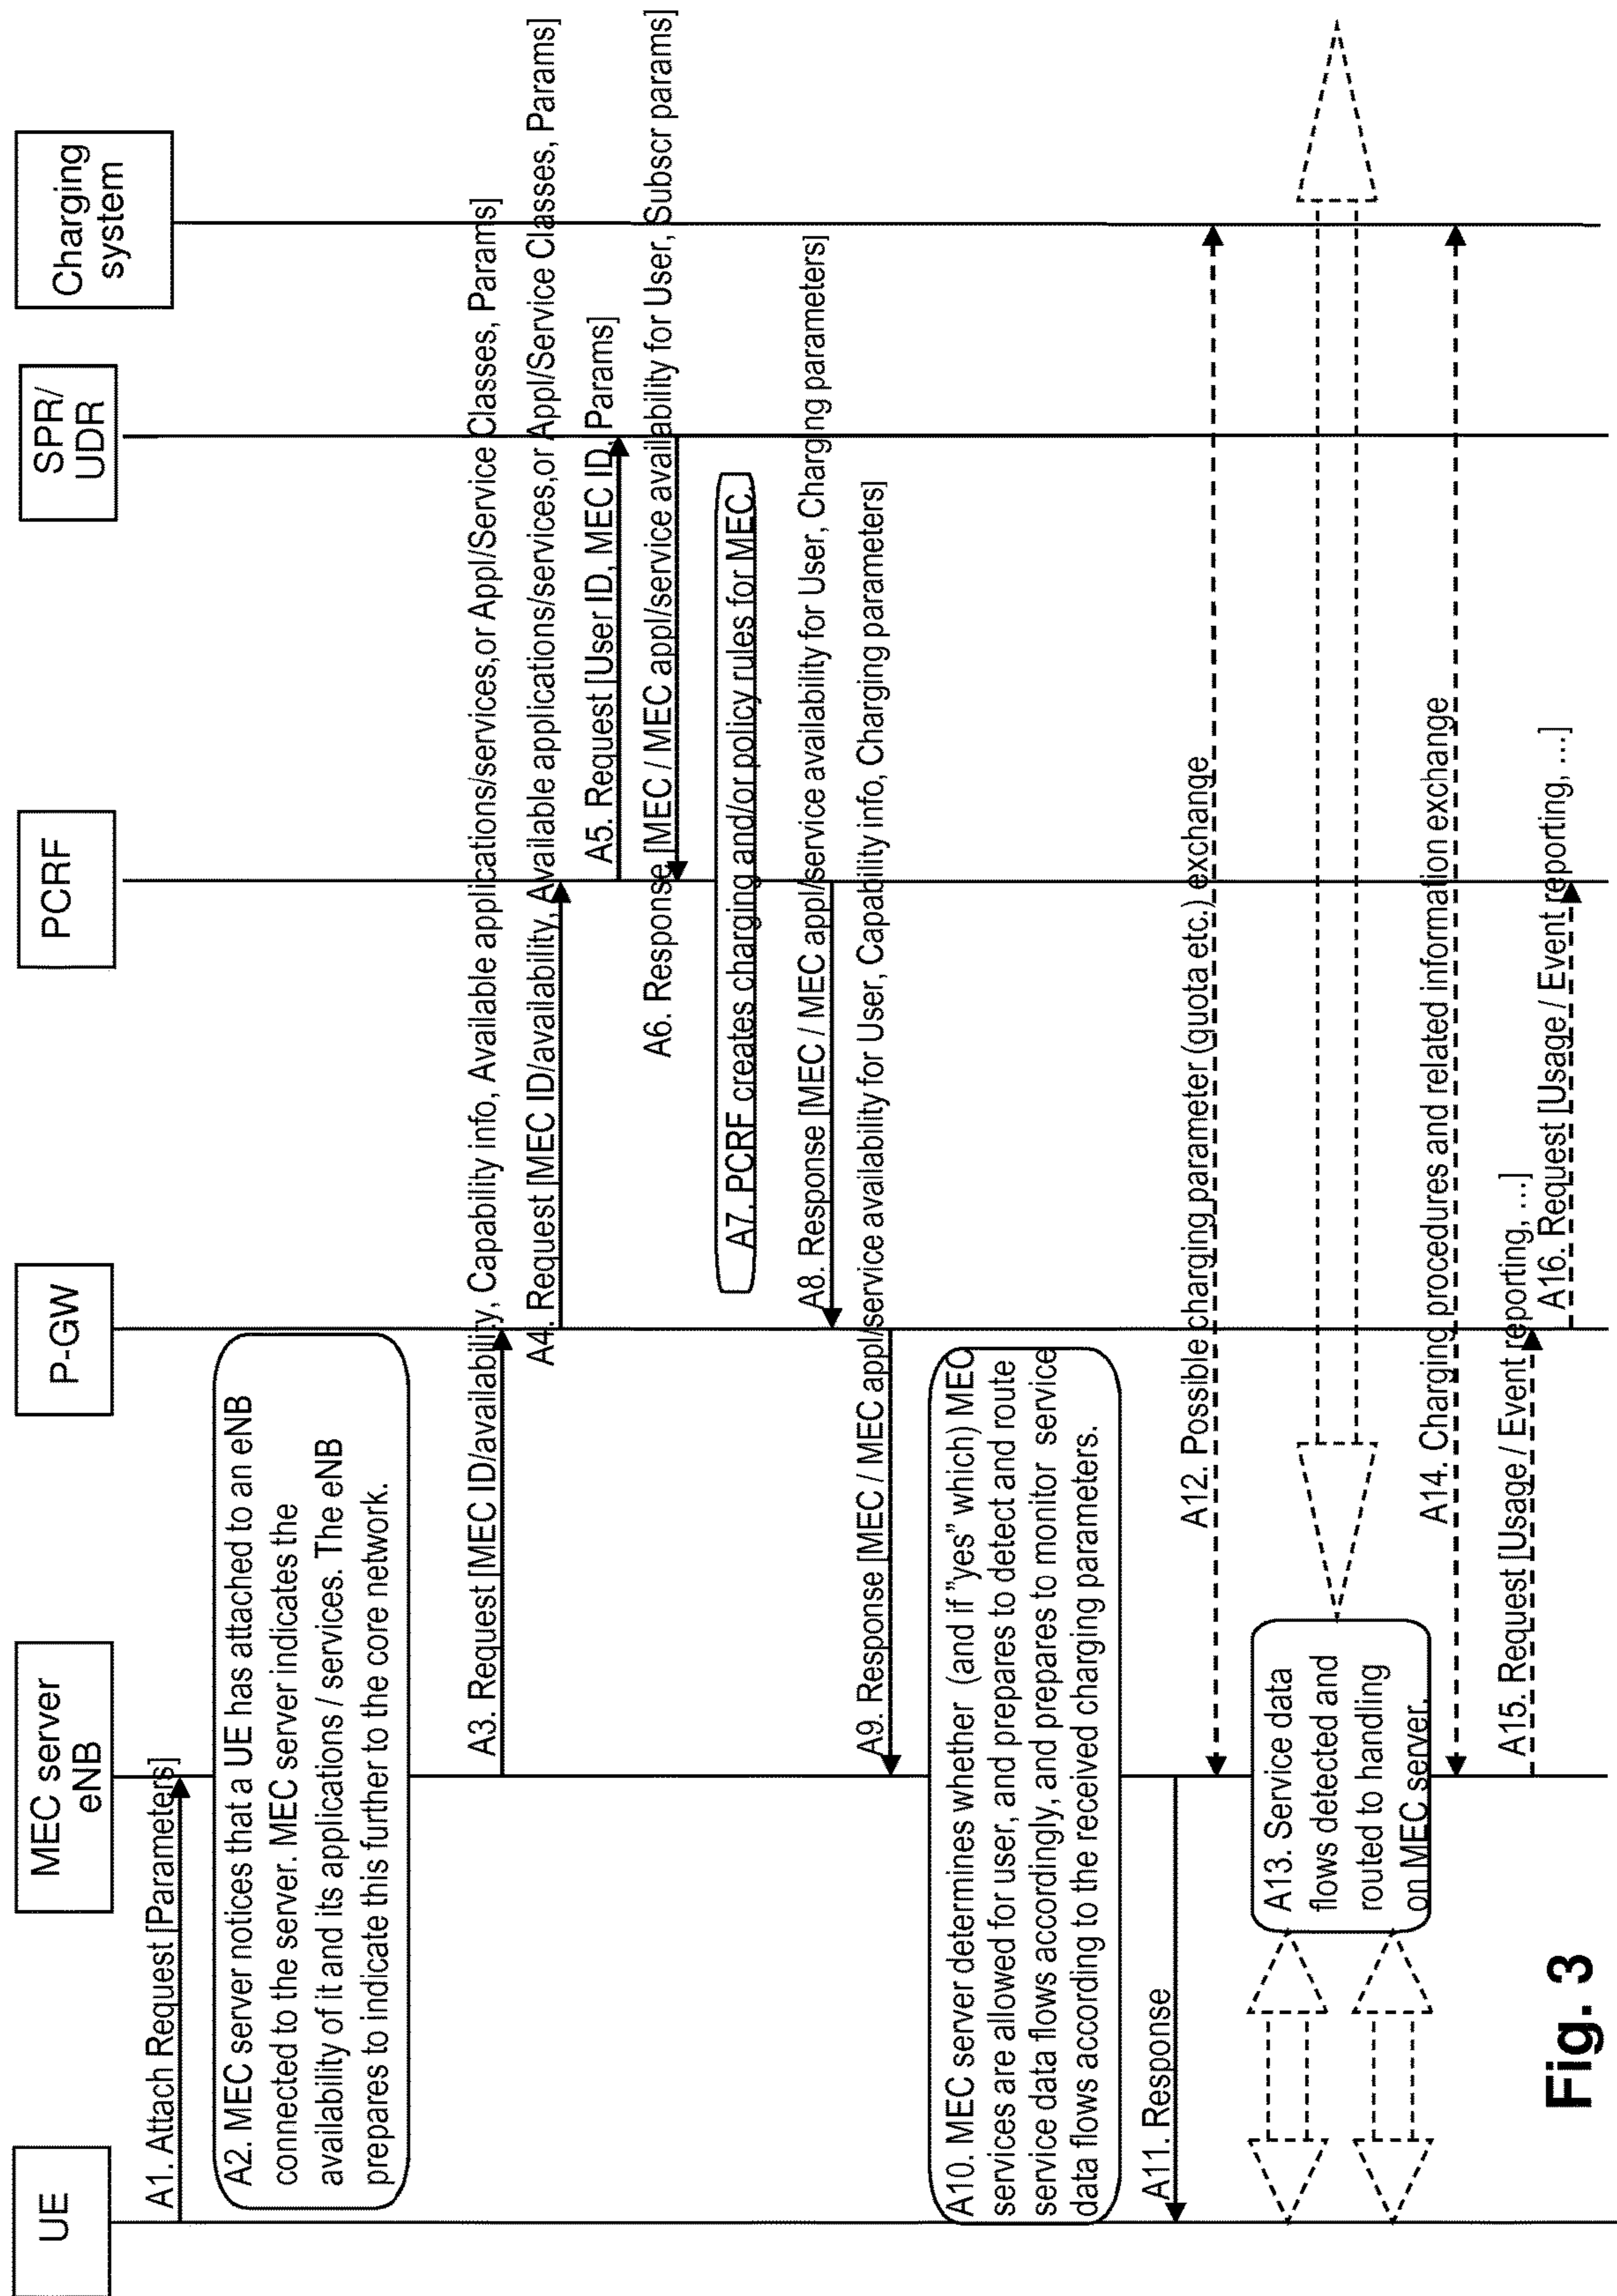 UE
MEC server
eNB
P-GW
PCRF
SPR/
UDR
Charging
system
A1. Attach Request [Parameters]
A2. MEC server notices that a UE has attached to an eNB
connected to the server. MEC server indicates the
availability of it and its applications / services. The eNB
prepares to indicate this further to the core network.
A3. Request [MEC ID/availability, Capability info, Available applications/services,or Appl/Service Classes, Params]
A4. Request [MEC ID/availability, Available applications/services,or Appl/Service Classes, Params]
A5. Request [User ID, MEC ID, Params]
A6. Response [MEC / MEC appl/service availability for User, Subscr params]
A7. PCRF creates charging and/or policy rules for MEC.
A8. Response [MEC / MEC appl/service availability for User, Charging parameters]
A9. Response [MEC / MEC appl/service availability for User, Capability info, Charging parameters]
A10. MEC server determines whether (and if "yes" which) MEC
services are allowed for user, and prepares to detect and route
service data flows accordingly, and prepares to monitor service
data flows according to the received charging parameters.
A11. Response
A12. Possible charging parameter (quota etc.) exchange
A13. Service data
flows detected and
routed to handling
on MEC server.
A14. Charging procedures and related information exchange
A15. Request [Usage / Event reporting, ...]
A16. Request [Usage / Event reporting, ...]
Fig. 3